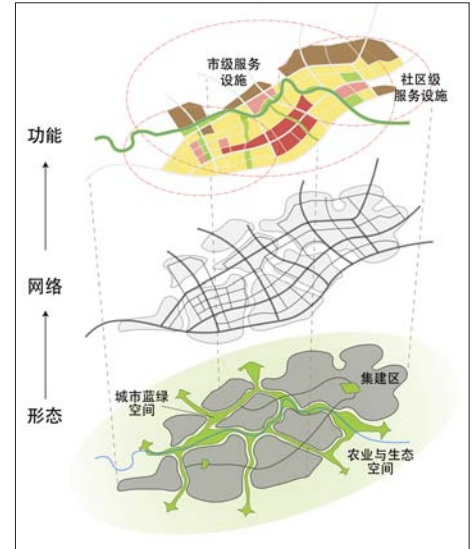 市级服务
设施
社区级
服务设施
功能
网络
集建区
城市蓝绿
空间
形态
农业与生态
空间